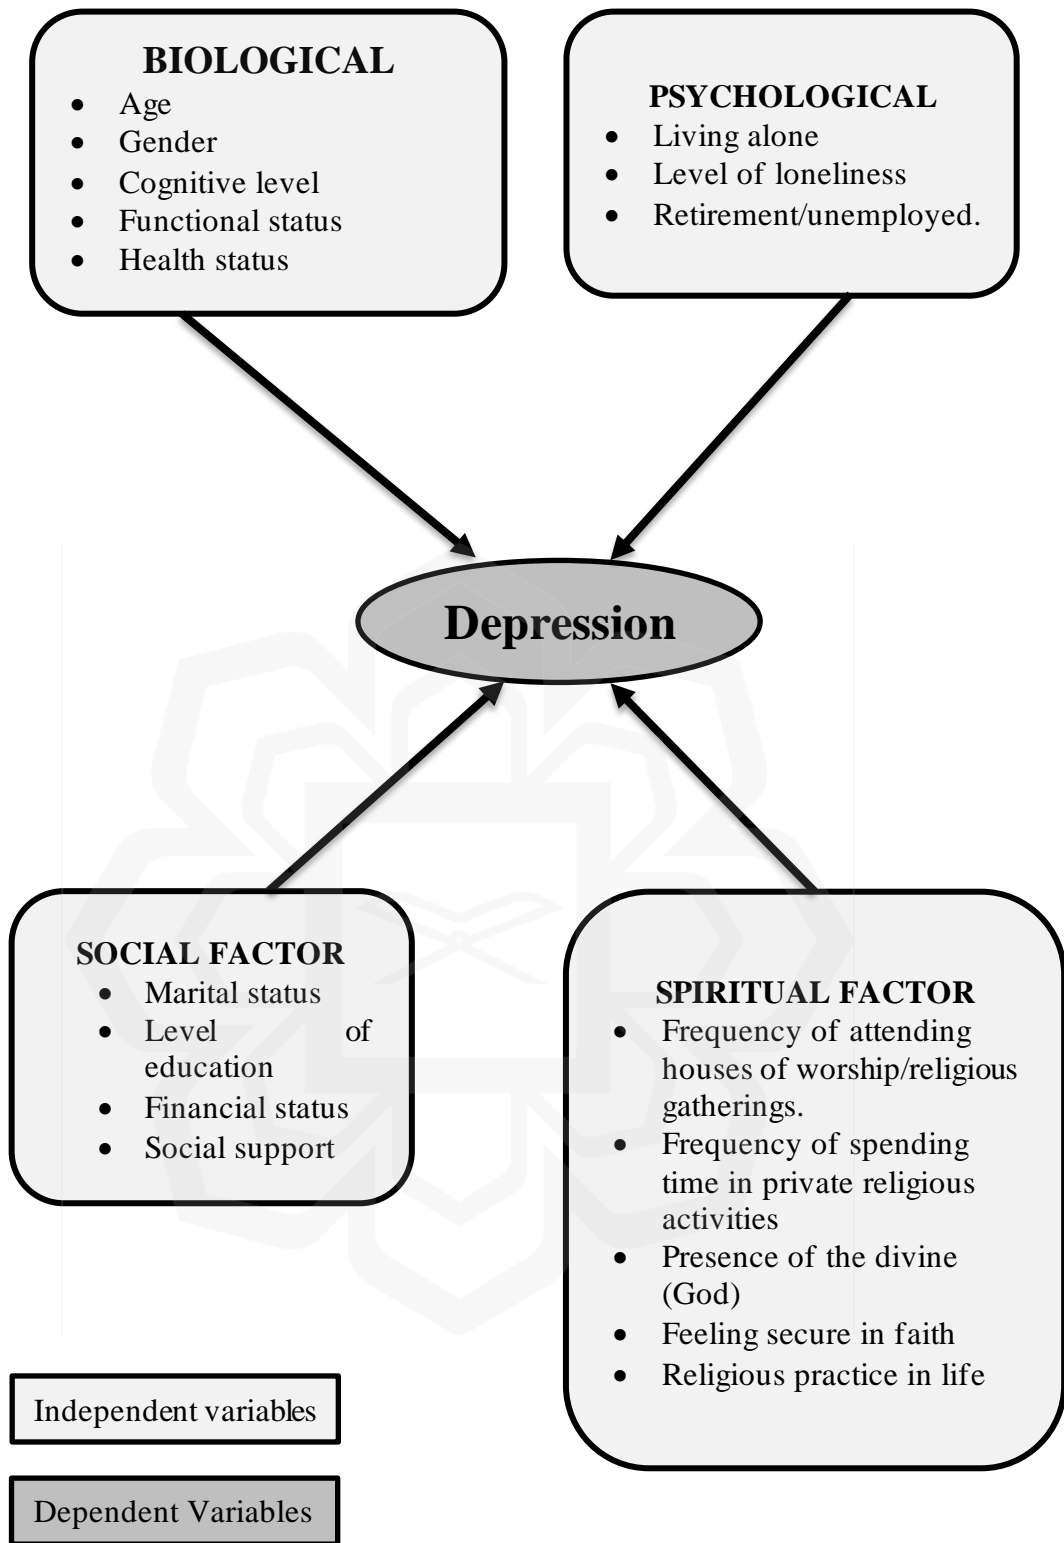 BIOLOGICAL
• Age
• Gender
• Cognitive level
• Functional status
• Health status
PSYCHOLOGICAL
• Living alone
• Level of loneliness
• Retirement/unemployed.
Depression
SOCIAL FACTOR
• Marital status
• Level of
education
• Financial status
• Social support
SPIRITUAL FACTOR
• Frequency of attending
houses of worship/religious
gatherings.
• Frequency of spending
time in private religious
activities
• Presence of the divine
(God)
• Feeling secure in faith
• Religious practice in life
Independent variables
Dependent Variables